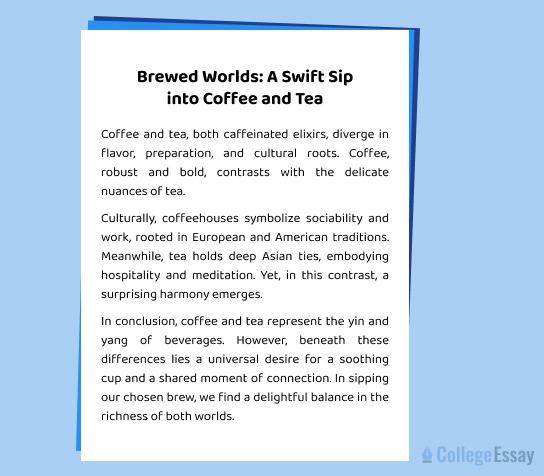 Brewed Worlds: A Swift Sip
into Coffee and Tea
Coffee and tea, both caffeinated elixirs, diverge in
flavor, preparation, and cultural roots. Coffee,
robust and bold, contrasts with the delicate
nuances of tea.
Culturally, coffeehouses symbolize sociability and
work, rooted in European and American traditions.
Meanwhile, tea holds deep Asian ties, embodying
hospitality and meditation. Yet, in this contrast, a
surprising harmony emerges.
In conclusion, coffee and tea represent the yin and
yang of beverages. However, beneath these
differences lies a universal desire for a soothing
cup and a shared moment of connection. In sipping
our chosen brew, we find a delightful balance in the
richness of both worlds.
CollegeEssay